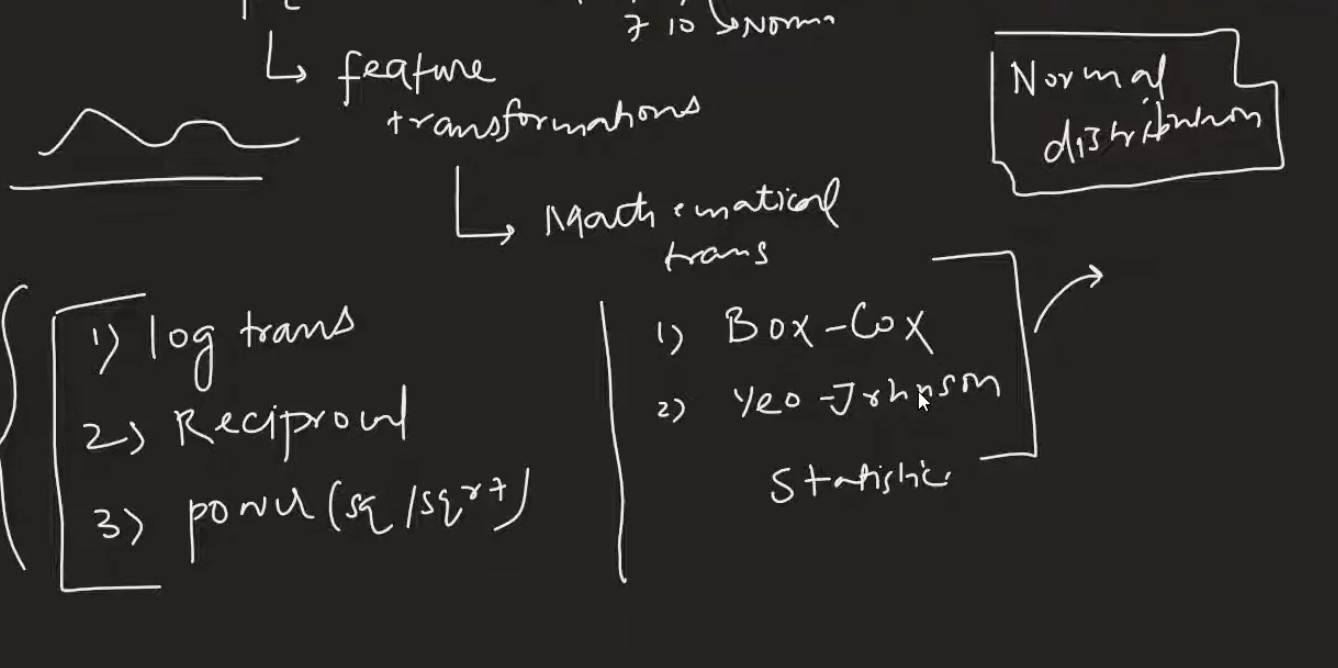 7 10
feature
transformations
Normal
distribution
Mathematical
trans
1) log trans
2) Reciprocal
3) power (sq/sqrt)
1) Box-Cox
2) Yeo-Johnson
Statistic